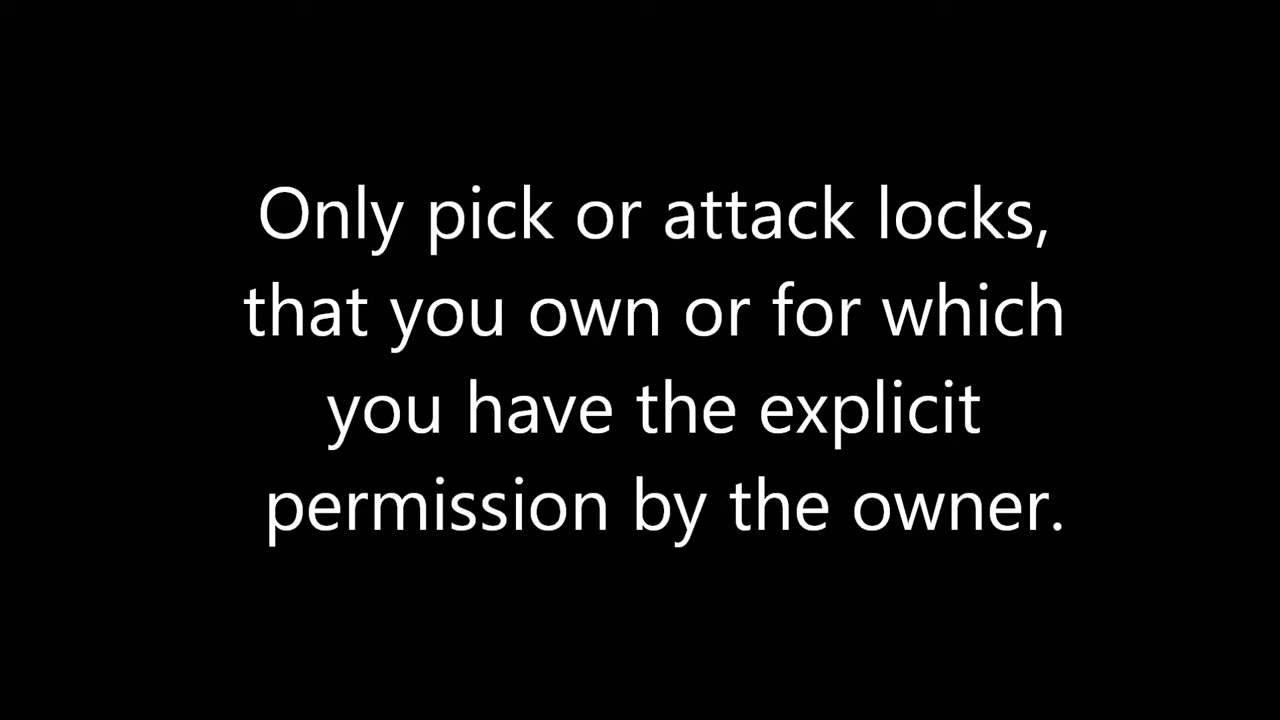 Only pick or attack locks,
that you own or for which
you have the explicit
permission by the owner.